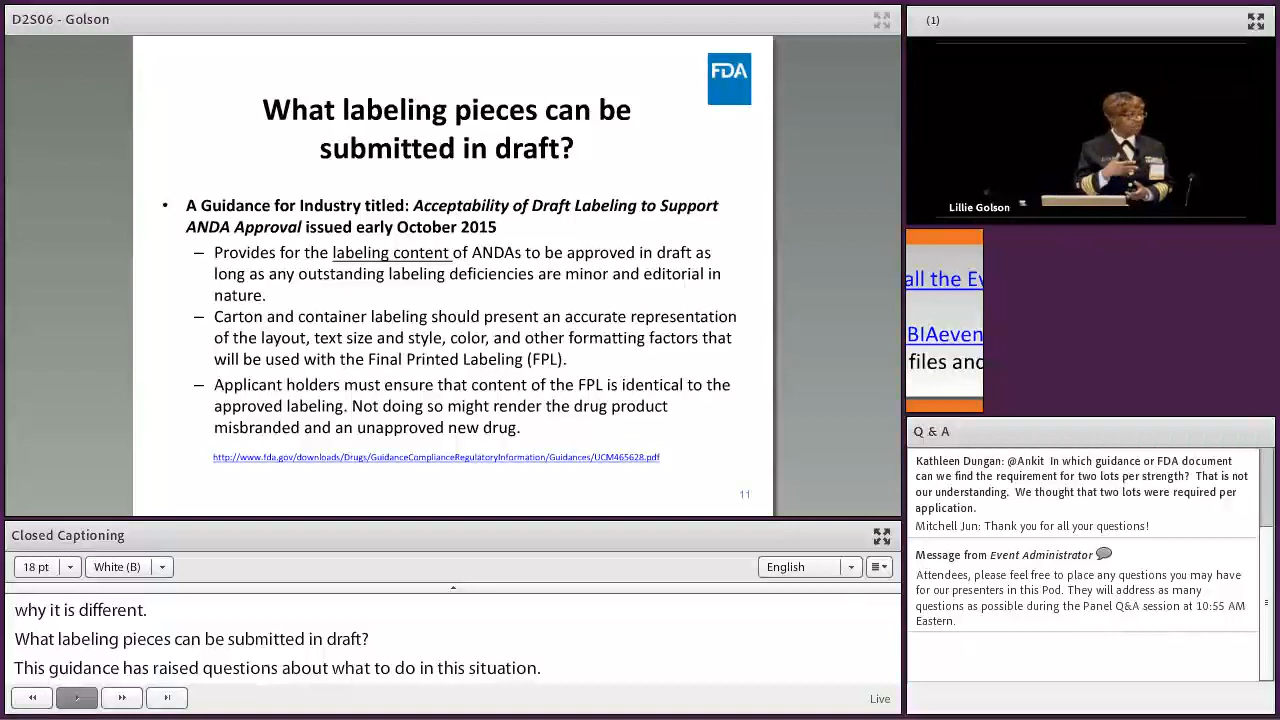 D2S06 - Golson
FDA
What labeling pieces can be
submitted in draft?
• A Guidance for Industry titled: Acceptability of Draft Labeling to Support
ANDA Approval issued early October 2015
– Provides for the labeling content of ANDAs to be approved in draft as
long as any outstanding labeling deficiencies are minor and editorial in
nature.
– Carton and container labeling should present an accurate representation
of the layout, text size and style, color, and other formatting factors that
will be used with the Final Printed Labeling (FPL).
– Applicant holders must ensure that content of the FPL is identical to the
approved labeling. Not doing so might render the drug product
misbranded and an unapproved new drug.
http://www.fda.gov/downloads/Drugs/GuidanceComplianceRegulatoryInformation/Guidances/UCM465628.pdf
11
Closed Captioning
18 pt
White (B)
English
why it is different.
What labeling pieces can be submitted in draft?
This guidance has raised questions about what to do in this situation.
Live
(1)
Lillie Golson
all the Ev
BIAeven
files and
Q & A
Kathleen Dungan: @Ankit In which guidance or FDA document
can we find the requirement for two lots per strength? That is not
our understanding. We thought that two lots were required per
application.
Mitchell Jun: Thank you for all your questions!
Message from Event Administrator
Attendees, please feel free to place any questions you may have
for our presenters in this Pod. They will address as many
questions as possible during the Panel Q&A session at 10:55 AM
Eastern.